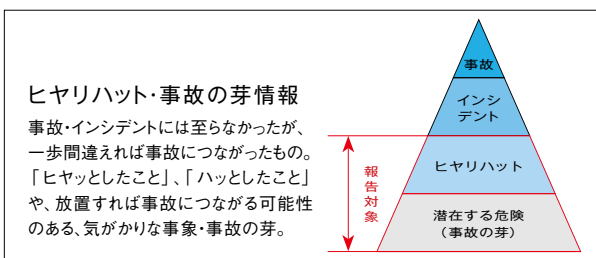 ヒヤリハット・事故の芽情報
事故・インシデントには至らなかったが、
一歩間違えれば事故につながったもの。
「ヒヤッとしたこと」、「ハッとしたこと」
や、放置すれば事故につながる可能性
のある、気がかりな事象・事故の芽。
事故
インシ
デント
ヒヤリハット
潜在する危険
（事故の芽）
報告対象